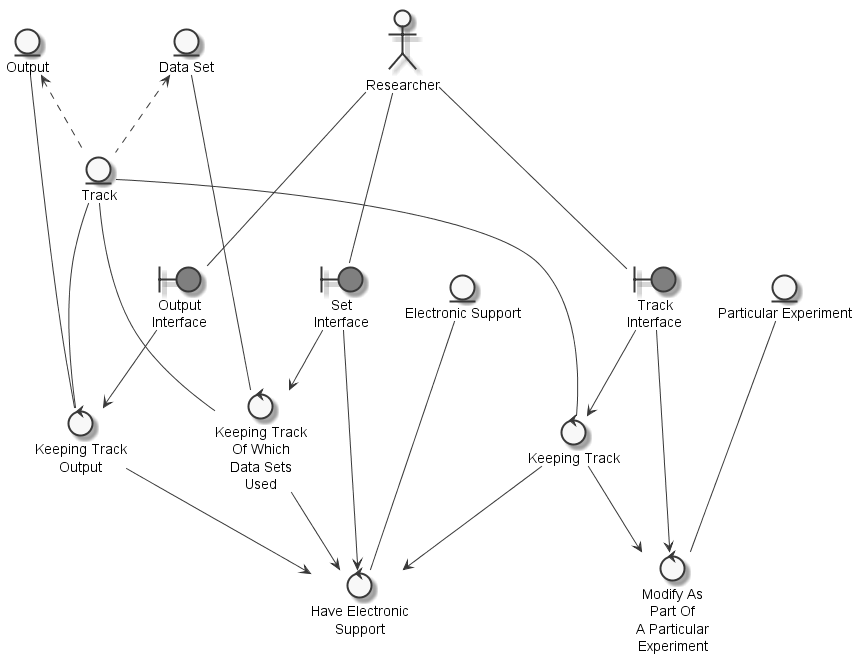 Output
Data Set
Researcher
Track
Output
Interface
Set
Interface
Electronic Support
Track
Interface
Particular Experiment
Keeping Track
Output
Keeping Track
Of Which
Data Sets
Used
Keeping Track
Have Electronic
Support
Modify As
Part Of
A Particular
Experiment